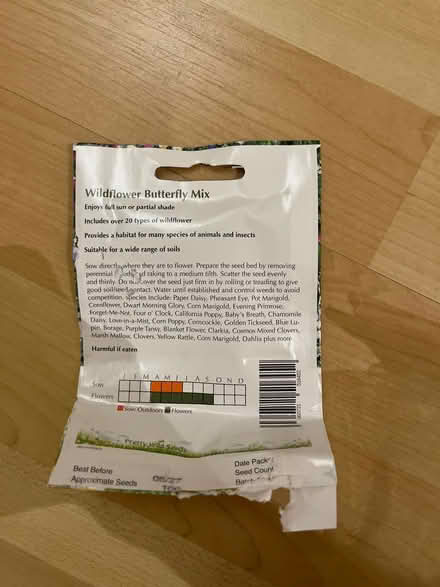 Wildflower Butterfly Mix
Enjoys full sun or partial shade
Includes over 20 types of wildflower
Provides a habitat for many species of animals and insects
Suitable for a wide range of soils
Sow directly where they are to flower. Prepare the seed bed by removing
perennial and raking to a medium tilth. Scatter the seed evenly
and thinly. Do not cover the seed just firm in by rolling or treading to give
good soil/seed contact. Water until established and control weeds to avoid
competition. Species include: Paper Daisy, Pheasant Eye, Pot Marigold,
Cornflower, Dwarf Morning Glory, Corn Marigold, Evening Primrose,
Forget-Me-Not, Four o' Clock, California Poppy, Baby's Breath, Chamomile
Daisy, Love-in-a-Mist, Corn Poppy, Corncockle, Golden Tickseed, Blue Lu-
pin, Borage, Purple Tansy, Blanket Flower, Clarkia, Cosmos Mixed Clovers,
Marsh Mallow, Clovers, Yellow Rattle, Corn Marigold, Dahlia plus more
Harmful if eaten
J F M A M J J A S O N D
Sow
Flowers
Sow Outdoors Flowers
Pretty Wild Seeds
Best Before 08/27 Date Packed
Approximate Seeds 100 Seed Count
Batch